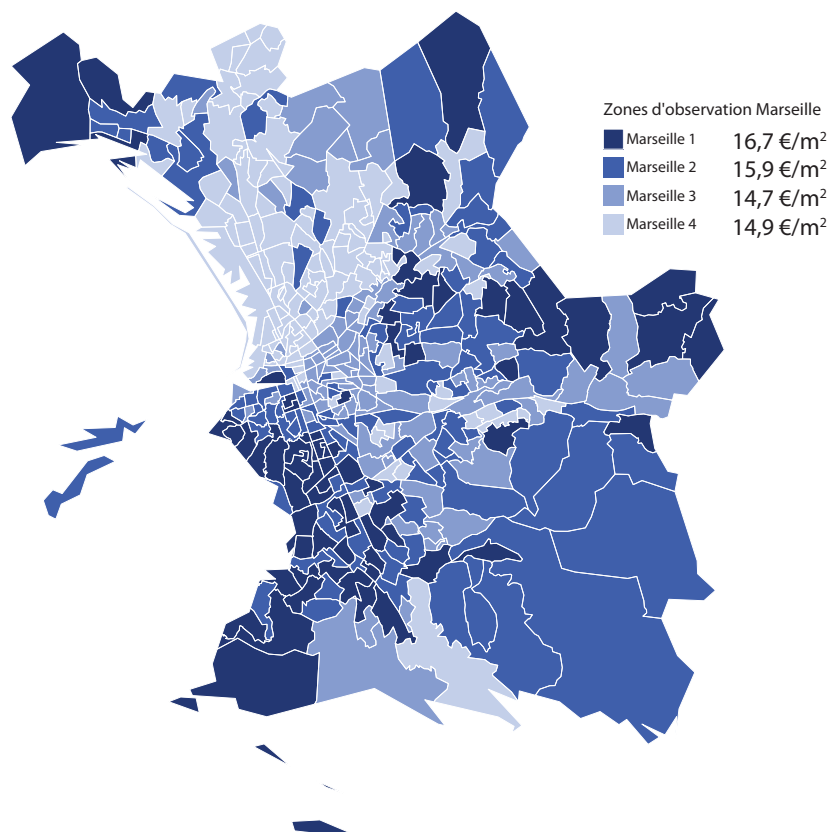 Zones d'observation Marseille
Marseille 1 16,7 €/m²
Marseille 2 15,9 €/m²
Marseille 3 14,7 €/m²
Marseille 4 14,9 €/m²